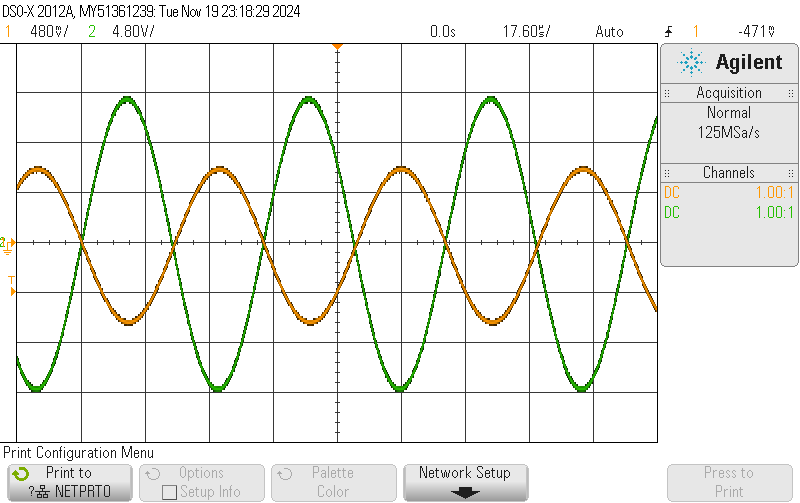 DSO-X 2012A, MY51361239: Tue Nov 19 23:18:29 2024
1 480mV/ 2 4.80V/ 0.0s 17.60µs/ Auto 1 -471mV
Agilent
Acquisition
Normal
125MSa/s
Channels
DC 1.00:1
DC 1.00:1
2
T
Print Configuration Menu
Print to
? NETPRT0
Options
Setup Info
Palette
Color
Network Setup
Press to
Print